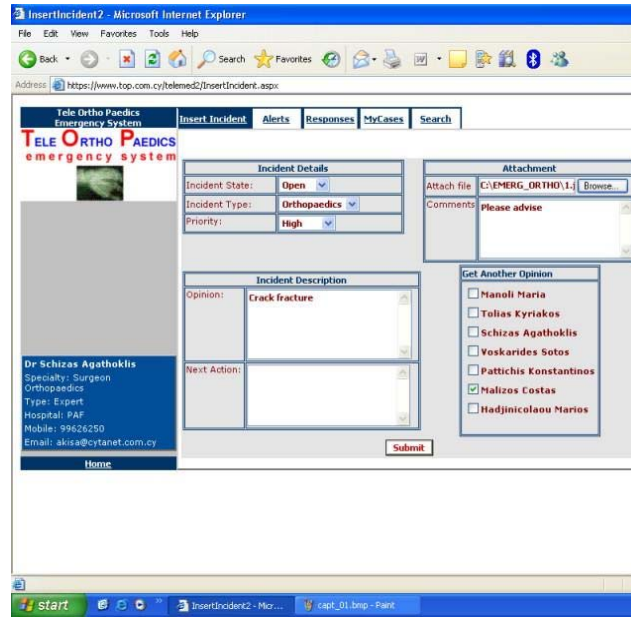 InsertIncident2 - Microsoft Internet Explorer
File Edit View Favorites Tools Help
Back Search Favorites
Address https://www.top.com.cy/telemed2/InsertIncident.aspx
Tele Ortho Paedics
Emergency System
Insert Incident Alerts Responses MyCases Search
TELE ORTHO PAEDICS
emergency system
Incident Details
Incident State: Open
Incident Type: Orthopaedics
Priority: High
Attachment
Attach file C:\EMERG_ORTHO\1.j Browse...
Comments Please advise
Incident Description
Opinion: Crack fracture
Next Action:
Get Another Opinion
Manoli Maria
Tolias Kyriakos
Schizas Agathoklis
Voskarides Sotos
Pattichis Konstantinos
Malizos Costas
Hadjinicolaou Marios
Submit
Dr Schizas Agathoklis
Specialty: Surgeon
Orthopaedics
Type: Expert
Hospital: PAF
Mobile: 99626250
Email: akisa@cytanet.com.cy
Home
start InsertIncident2 - Micr... capt_01.bmp - Paint